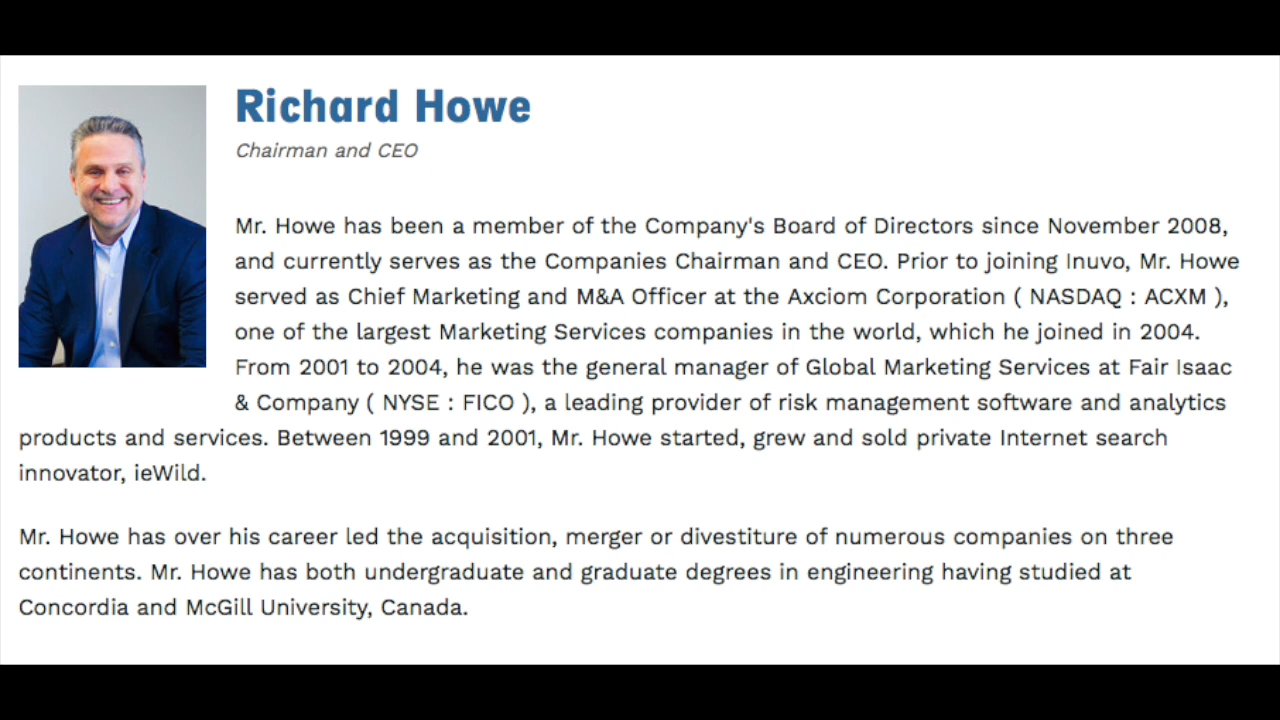 Richard Howe
Chairman and CEO
Mr. Howe has been a member of the Company's Board of Directors since November 2008,
and currently serves as the Companies Chairman and CEO. Prior to joining Inuvo, Mr. Howe
served as Chief Marketing and M&A Officer at the Axciom Corporation ( NASDAQ : ACXM ),
one of the largest Marketing Services companies in the world, which he joined in 2004.
From 2001 to 2004, he was the general manager of Global Marketing Services at Fair Isaac
& Company ( NYSE : FICO ), a leading provider of risk management software and analytics
products and services. Between 1999 and 2001, Mr. Howe started, grew and sold private Internet search
innovator, ieWild.
Mr. Howe has over his career led the acquisition, merger or divestiture of numerous companies on three
continents. Mr. Howe has both undergraduate and graduate degrees in engineering having studied at
Concordia and McGill University, Canada.